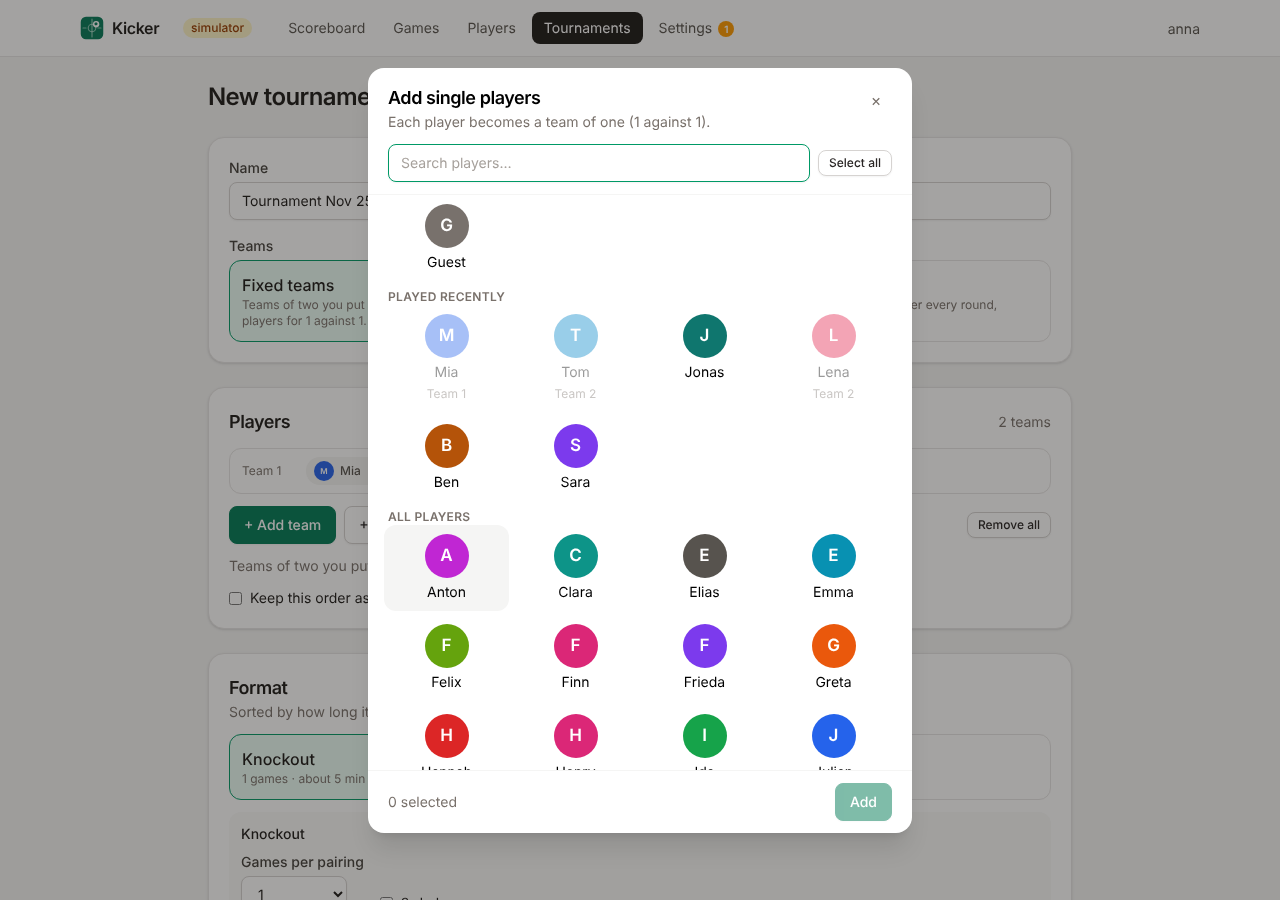 Kicker
simulator
Scoreboard
Games
Players
Tournaments
Settings
1
anna
New tourname
Name
Tournament Nov 25
Teams
Fixed teams
Teams of two you put
players for 1 against 1.
er every round,
Players
2 teams
Team 1
M
Mia
+ Add team
+
Remove all
Teams of two you pu
Keep this order as
Format
Sorted by how long it
Knockout
1 games · about 5 min
Knockout
Games per pairing
1
Add single players
×
Each player becomes a team of one (1 against 1).
Search players...
Select all
G
Guest
PLAYED RECENTLY
M
T
J
L
Mia
Tom
Jonas
Lena
Team 1
Team 2
Team 2
B
S
Ben
Sara
ALL PLAYERS
A
C
E
E
Anton
Clara
Elias
Emma
F
F
F
G
Felix
Finn
Frieda
Greta
H
H
I
J
0 selected
Add